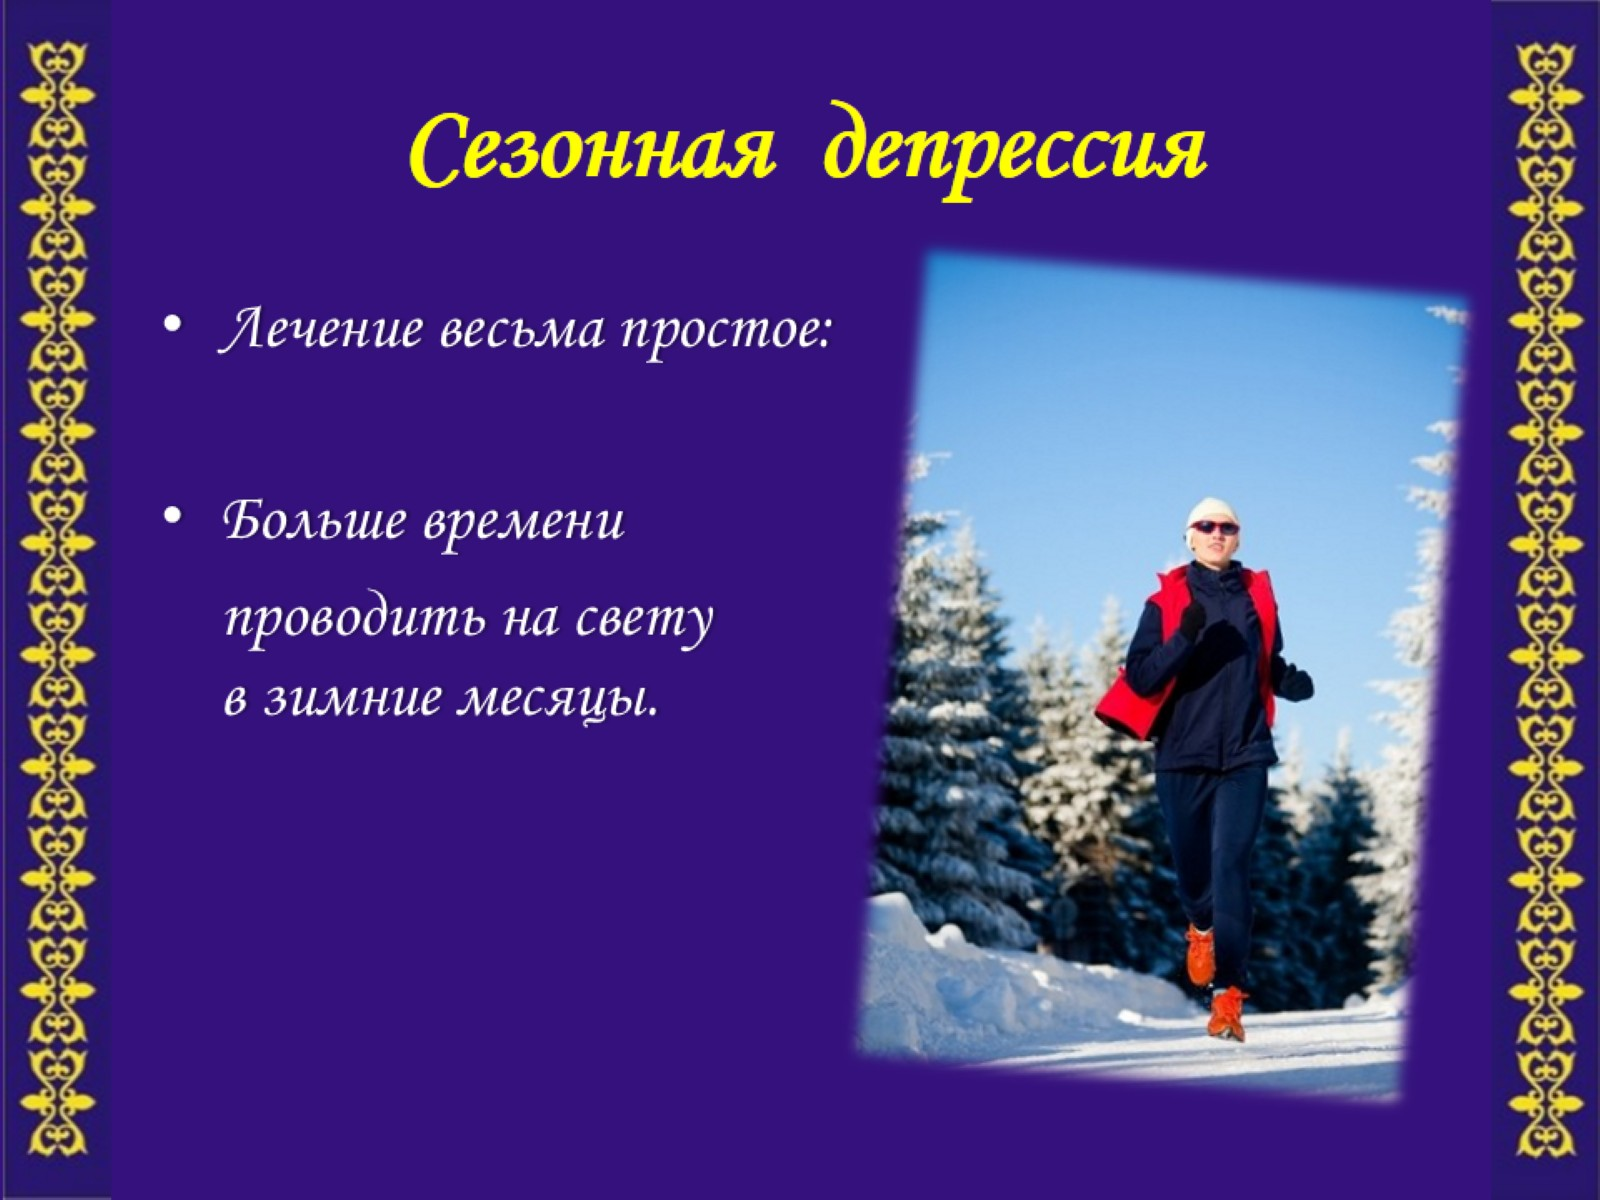 Сезонная депрессия
• Лечение весьма простое:
• Больше времени
проводить на свету
в зимние месяцы.